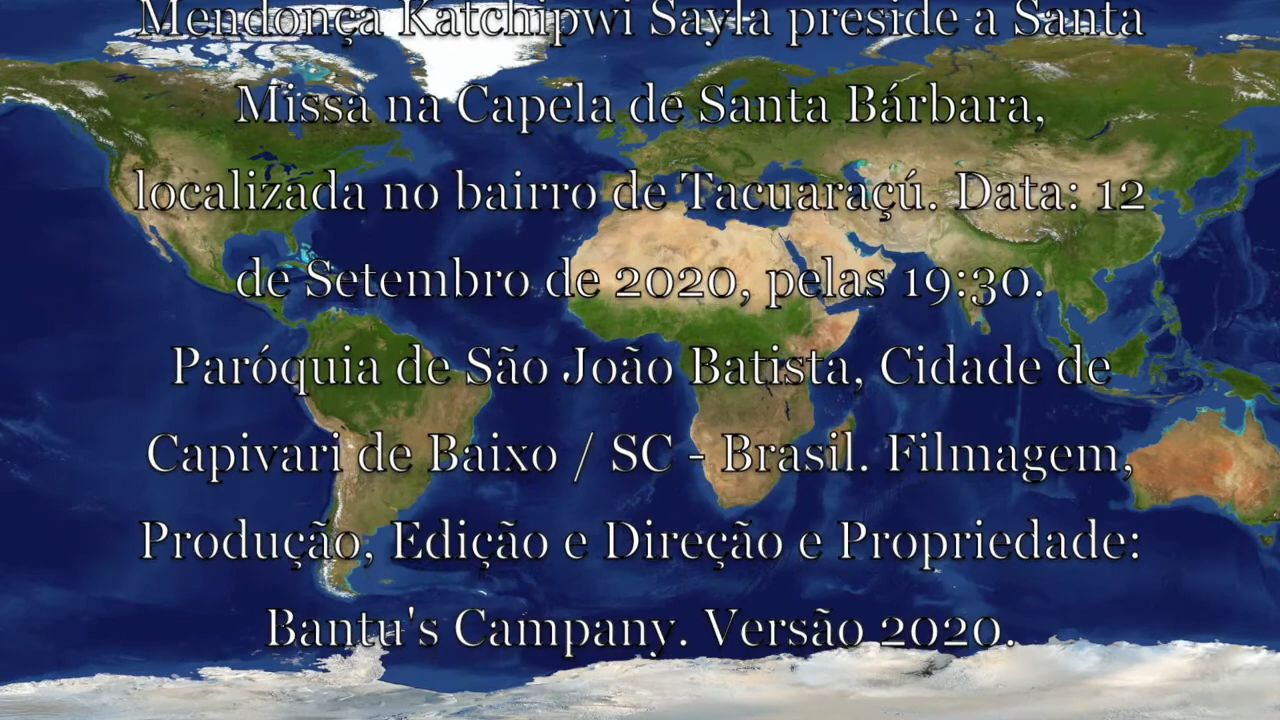 Mendonça Katchipwi Sayla preside a Santa
Missa na Capela de Santa Bárbara,
localizada no bairro de Tacuaraçú. Data: 12
de Setembro de 2020, pelas 19:30.
Paróquia de São João Batista, Cidade de
Capivari de Baixo / SC - Brasil. Filmagem,
Produção, Edição e Direção e Propriedade:
Bantu's Campany. Versão 2020.